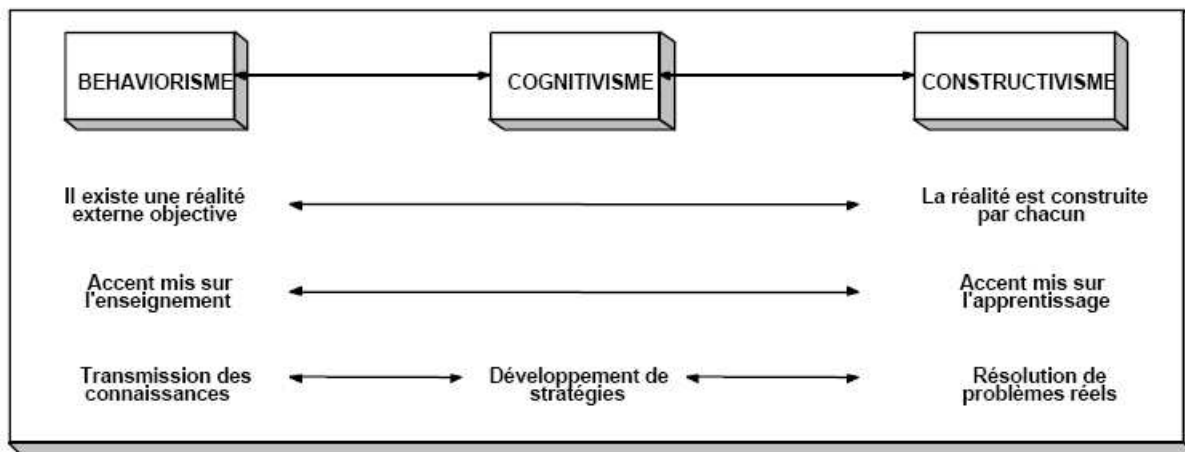 BEHAVIORISME
COGNITIVISME
CONSTRUCTIVISME
Il existe une réalité
externe objective
La réalité est construite
par chacun
Accent mis sur
l'enseignement
Accent mis sur
l'apprentissage
Transmission des
connaissances
Développement de
stratégies
Résolution de
problèmes réels